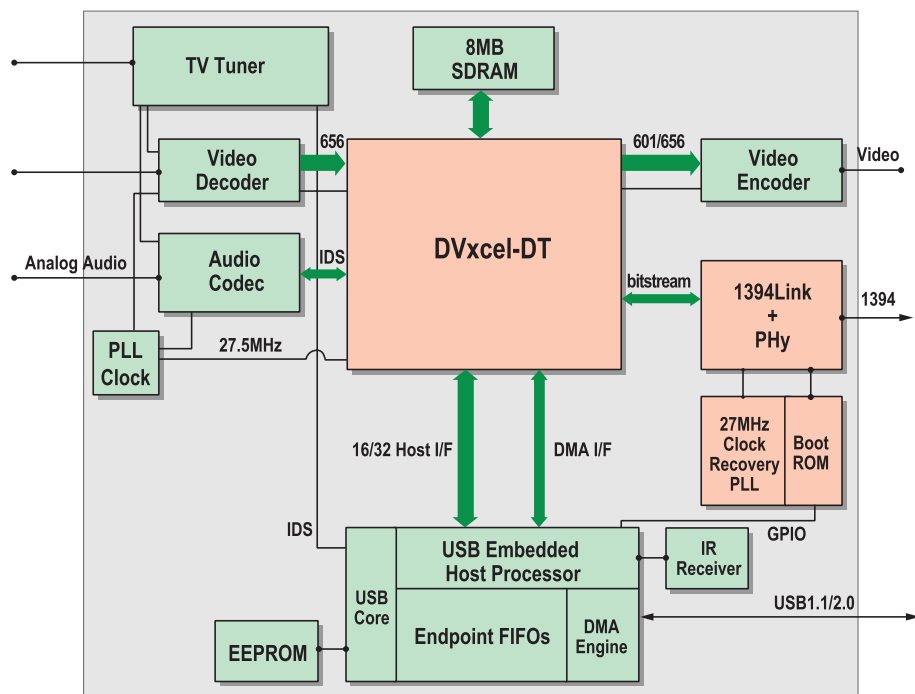 TV Tuner
8MB
SDRAM
656
601/656
Video
Decoder
Video
Encoder
Video
DVxcel-DT
Analog Audio
Audio
Codec
IDS
bitstream
1394Link
+
PHy
1394
PLL
Clock
27.5MHz
27MHz
Clock
Recovery
PLL
Boot
ROM
16/32 Host I/F
DMA I/F
IDS
GPIO
USB Embedded
Host Processor
IR
Receiver
USB
Core
Endpoint FIFOs
DMA
Engine
USB1.1/2.0
EEPROM